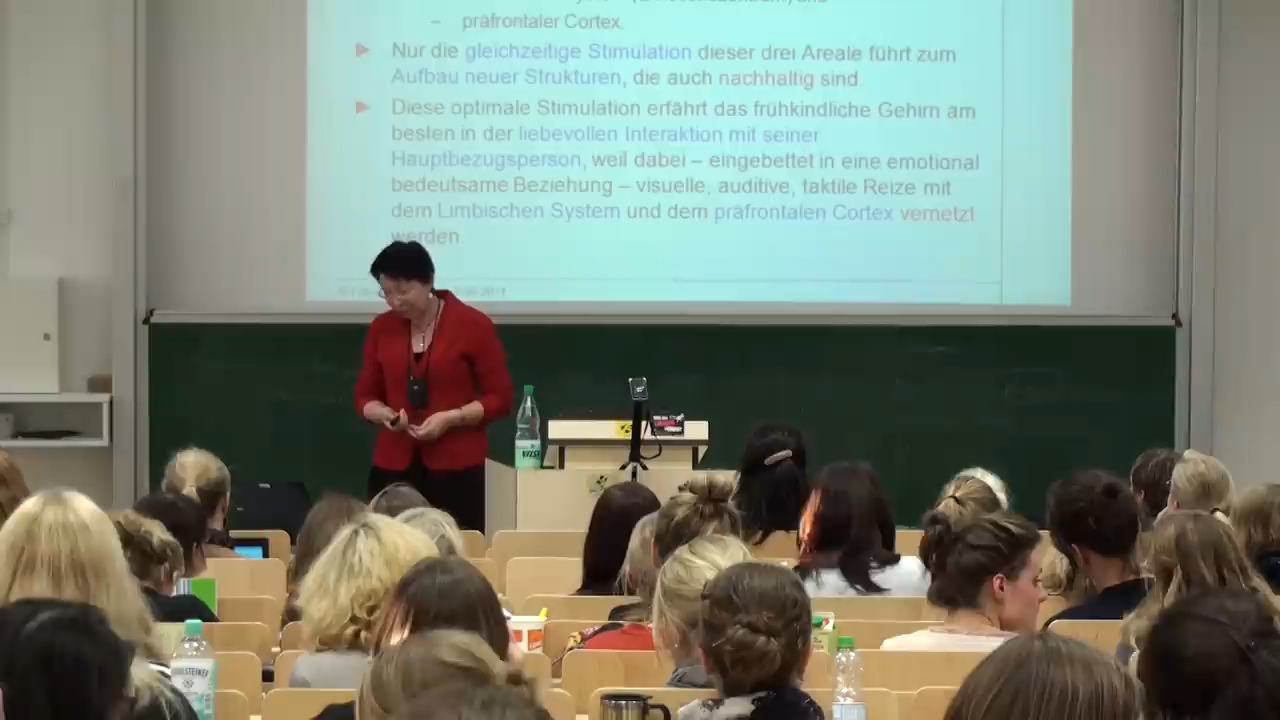 – präfrontaler Cortex.
Nur die gleichzeitige Stimulation dieser drei Areale führt zum
Aufbau neuer Strukturen, die auch nachhaltig sind.
Diese optimale Stimulation erfährt das frühkindliche Gehirn am
besten in der liebevollen Interaktion mit seiner
Hauptbezugsperson, weil dabei – eingebettet in eine emotional
bedeutsame Beziehung – visuelle, auditive, taktile Reize mit
dem Limbischen System und dem präfrontalen Cortex vernetzt
werden.